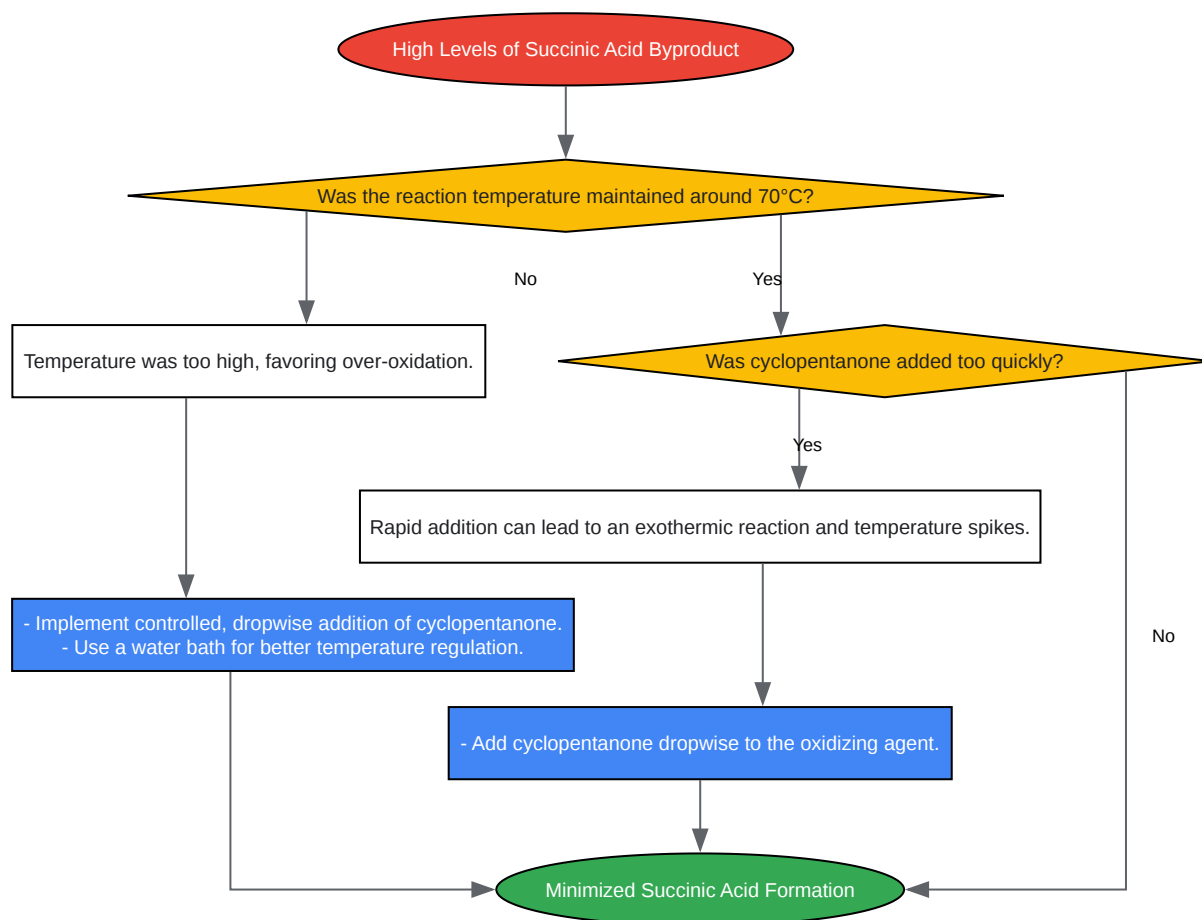 High Levels of Succinic Acid Byproduct
Was the reaction temperature maintained around 70°C?
No
Yes
Temperature was too high, favoring over-oxidation.
Was cyclopentanone added too quickly?
Yes
Rapid addition can lead to an exothermic reaction and temperature spikes.
- Implement controlled, dropwise addition of cyclopentanone.
- Use a water bath for better temperature regulation.
No
- Add cyclopentanone dropwise to the oxidizing agent.
Minimized Succinic Acid Formation